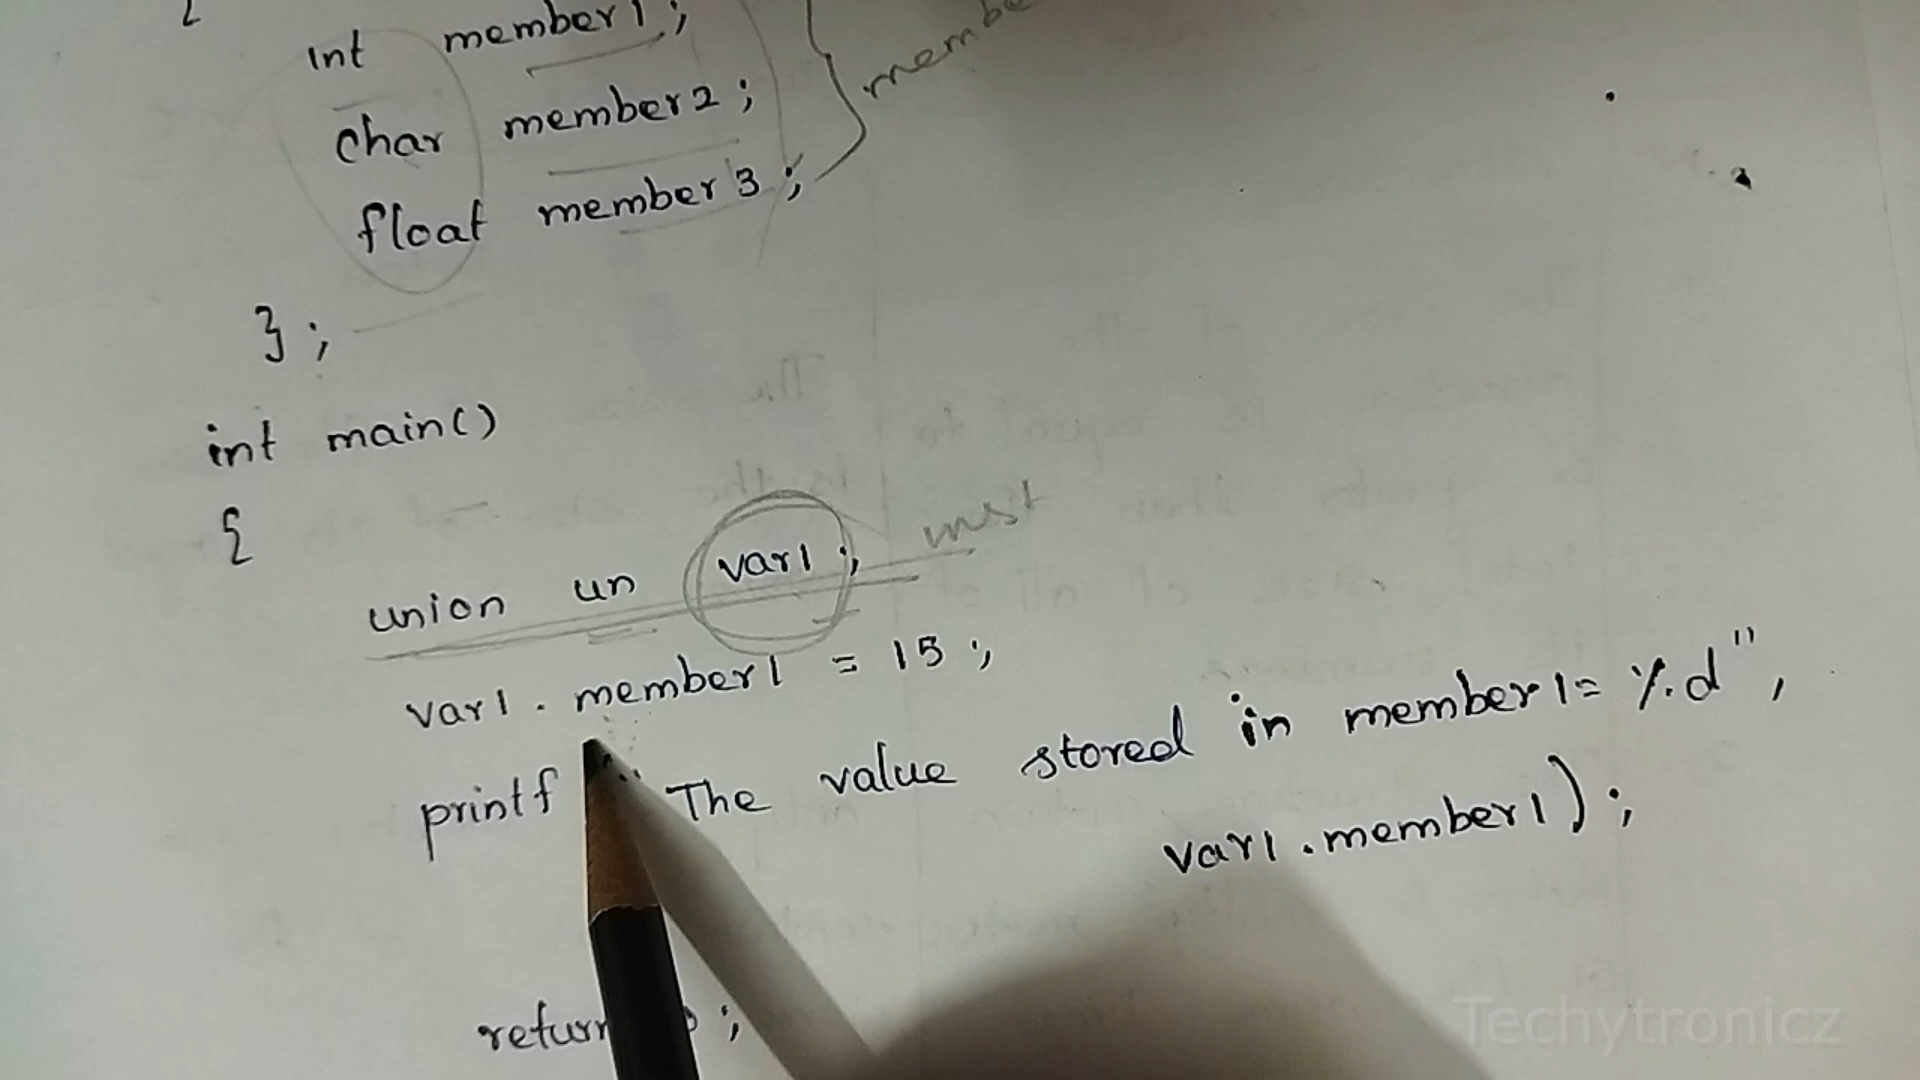 {
int member1;
char member2;
float member3;
};
int main()
{
union un var1;
var1.member1 = 15;
printf " The value stored in member1= %d",
var1.member1);
return ;
Techytronicz